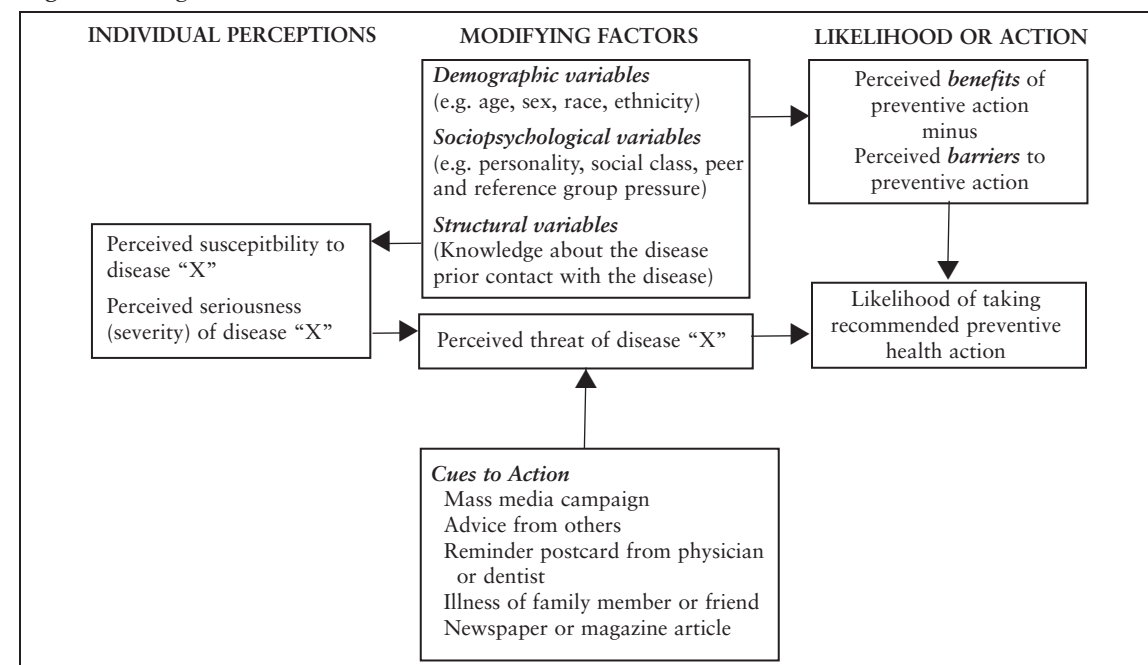 INDIVIDUAL PERCEPTIONS
MODIFYING FACTORS
LIKELIHOOD OR ACTION
Demographic variables
(e.g. age, sex, race, ethnicity)
Sociopsychological variables
(e.g. personality, social class, peer
and reference group pressure)
Structural variables
(Knowledge about the disease
prior contact with the disease)
Perceived benefits of
preventive action
minus
Perceived barriers to
preventive action
Perceived suscepitbility to
disease “X”
Perceived seriousness
(severity) of disease “X”
Perceived threat of disease “X”
Likelihood of taking
recommended preventive
health action
Cues to Action
Mass media campaign
Advice from others
Reminder postcard from physician
or dentist
Illness of family member or friend
Newspaper or magazine article